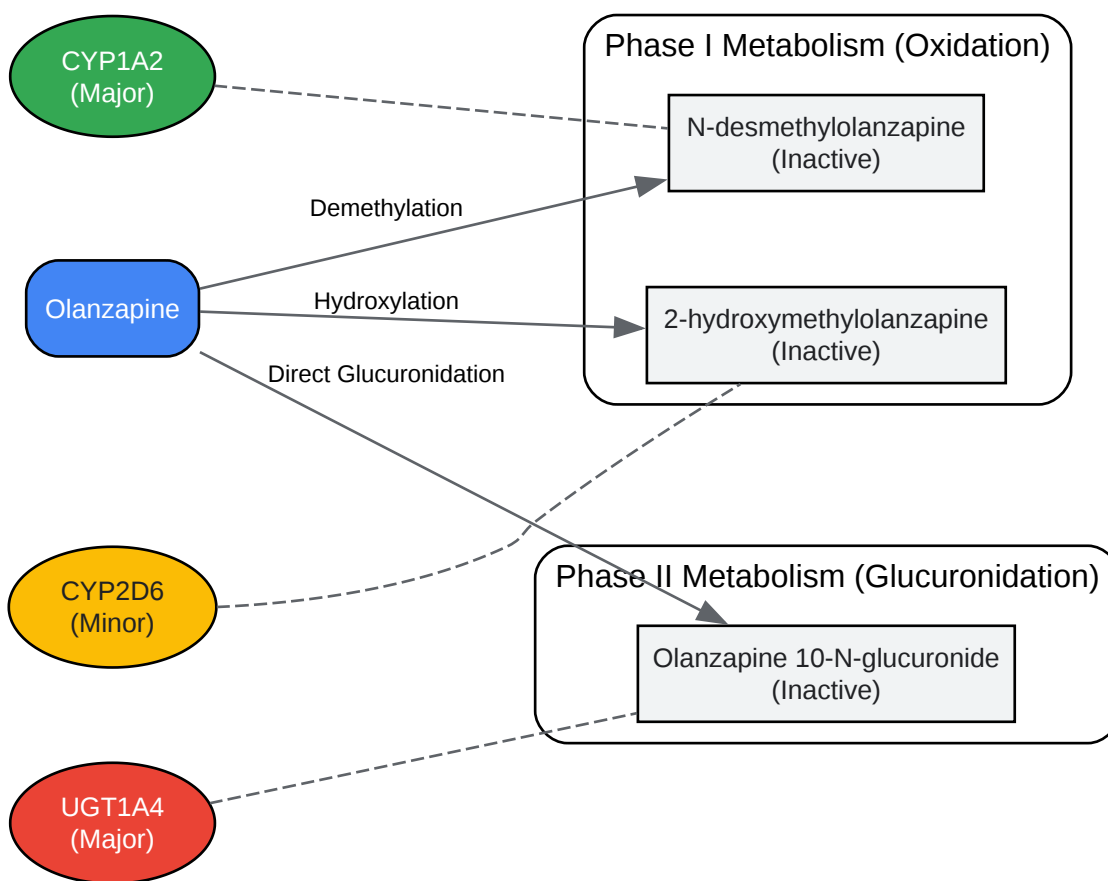 CYP1A2
(Major)
Phase I Metabolism (Oxidation)
N-desmethylolanzapine
(Inactive)
Demethylation
Olanzapine
Hydroxylation
2-hydroxymethylolanzapine
(Inactive)
Direct Glucuronidation
CYP2D6
(Minor)
Phase II Metabolism (Glucuronidation)
Olanzapine 10-N-glucuronide
(Inactive)
UGT1A4
(Major)